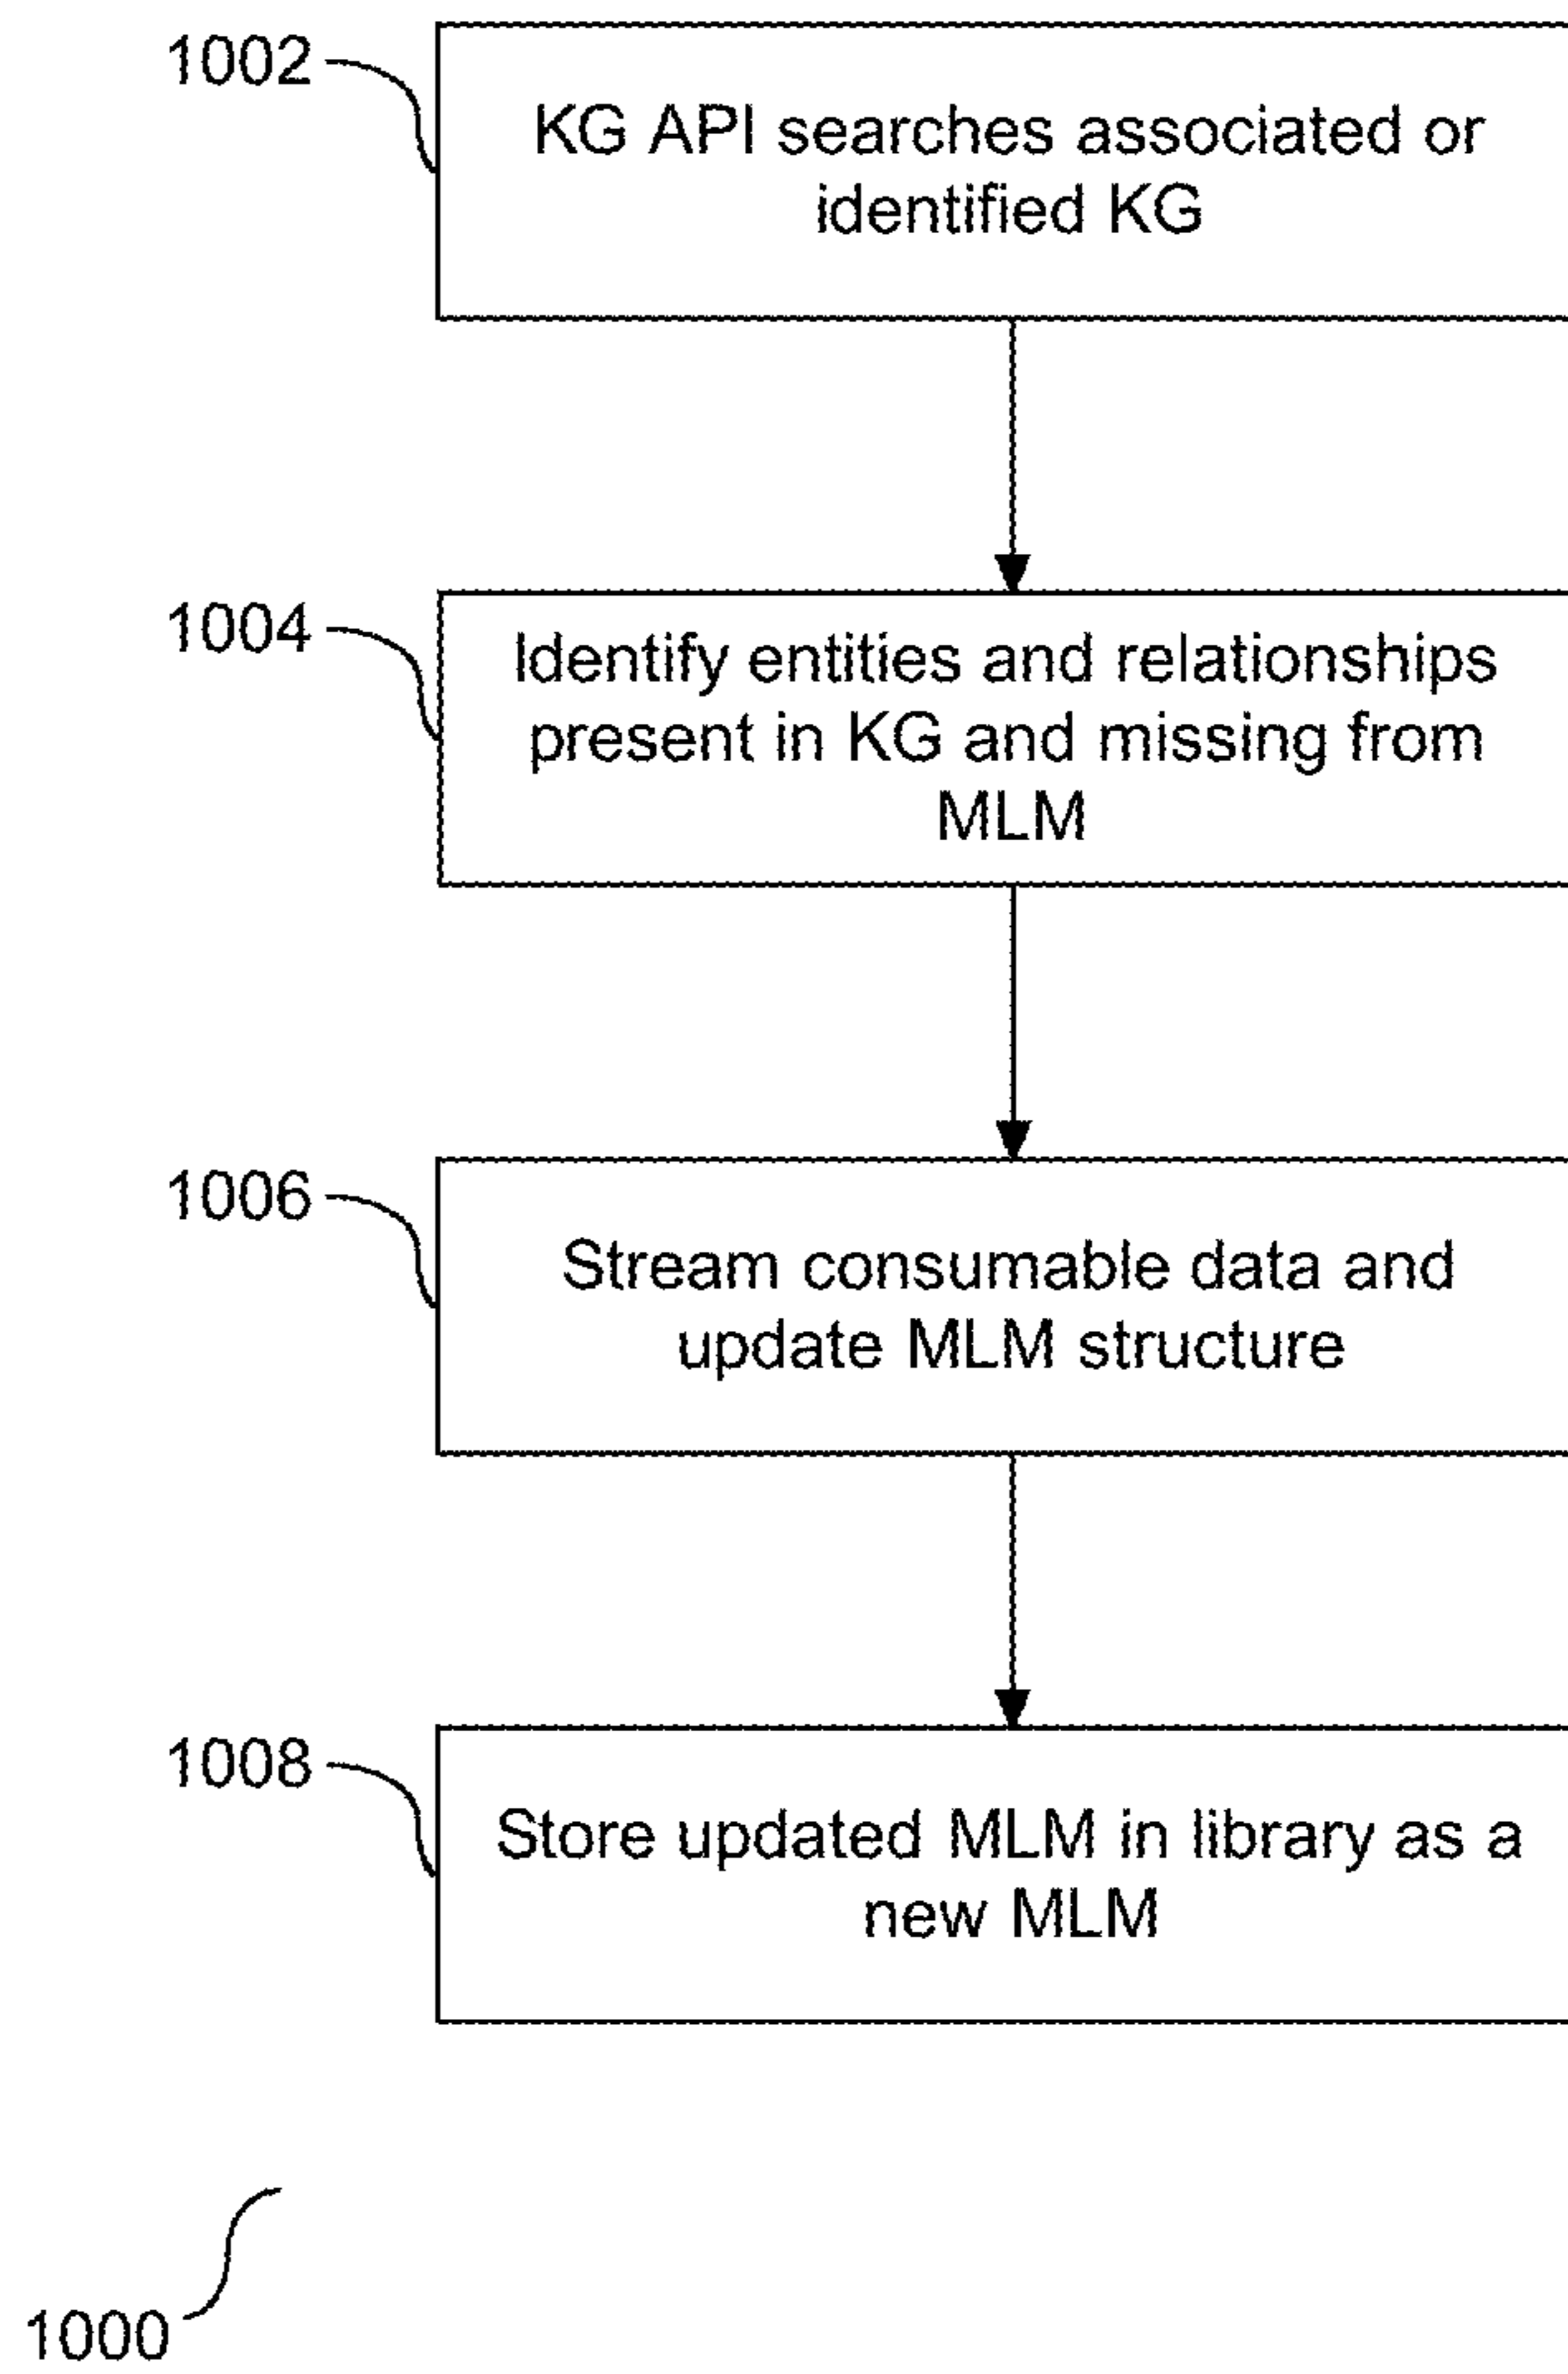 1002
KG API searches associated or
identified KG
1004
Identify entities and relationships
present in KG and missing from
MLM
1006
Stream consumable data and
update MLM structure
1008
Store updated MLM in library as a
new MLM
1000